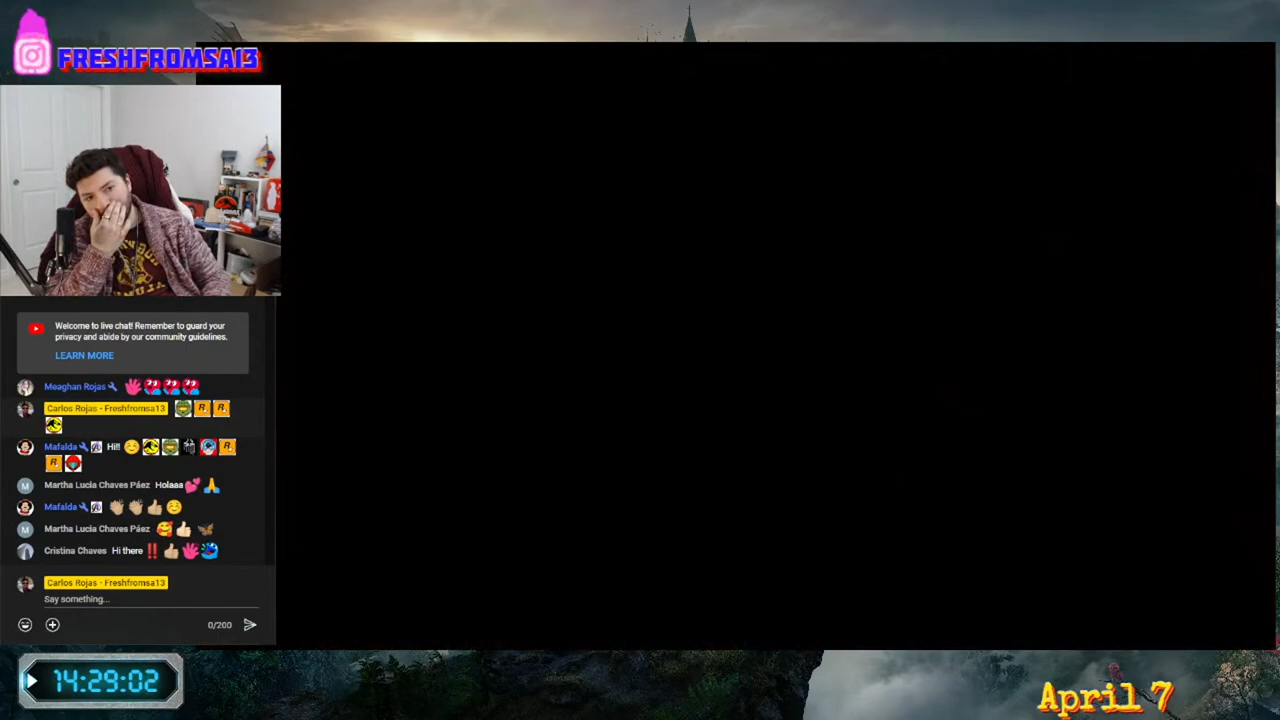 FRESHFROMSA13
Welcome to live chat! Remember to guard your
privacy and abide by our community guidelines.
LEARN MORE
Meaghan Rojas
Carlos Rojas - Freshfromsa13
Mafalda Hi!!
Martha Lucia Chaves Páez Holaaa
Mafalda
Martha Lucia Chaves Páez
Cristina Chaves Hi there
Carlos Rojas - Freshfromsa13
Say something...
0/200
14:29:02
April 7